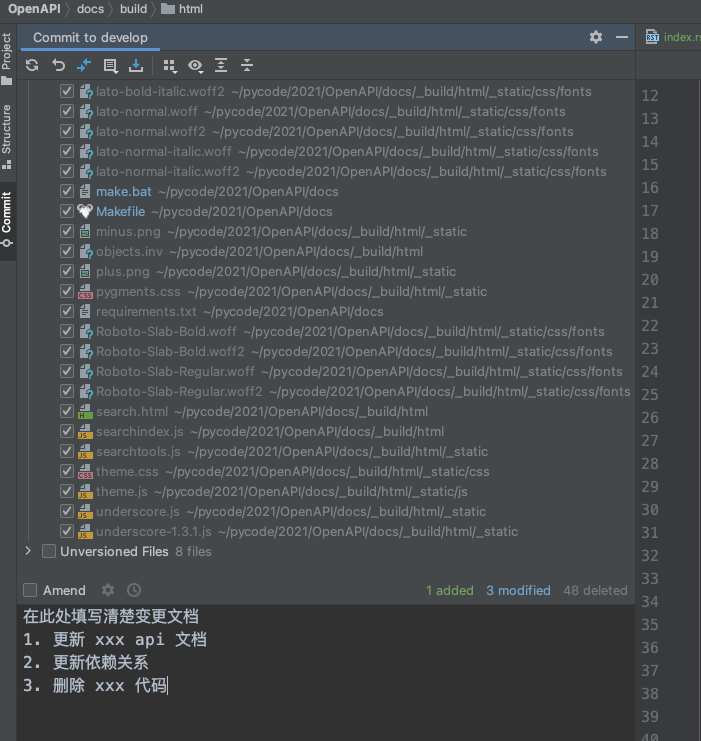 OpenAPI 〉 docs 〉 build 〉 html
Project
Structure
Commit
Commit to develop
index.rs
lato-bold-italic.woff2 ~/pycode/2021/OpenAPI/docs/_build/html/_static/css/fonts
lato-normal.woff ~/pycode/2021/OpenAPI/docs/_build/html/_static/css/fonts
lato-normal.woff2 ~/pycode/2021/OpenAPI/docs/_build/html/_static/css/fonts
lato-normal-italic.woff ~/pycode/2021/OpenAPI/docs/_build/html/_static/css/fonts
lato-normal-italic.woff2 ~/pycode/2021/OpenAPI/docs/_build/html/_static/css/fonts
make.bat ~/pycode/2021/OpenAPI/docs
Makefile ~/pycode/2021/OpenAPI/docs
minus.png ~/pycode/2021/OpenAPI/docs/_build/html/_static
objects.inv ~/pycode/2021/OpenAPI/docs/_build/html
plus.png ~/pycode/2021/OpenAPI/docs/_build/html/_static
pygments.css ~/pycode/2021/OpenAPI/docs/_build/html/_static
requirements.txt ~/pycode/2021/OpenAPI/docs
Roboto-Slab-Bold.woff ~/pycode/2021/OpenAPI/docs/_build/html/_static/css/fonts
Roboto-Slab-Bold.woff2 ~/pycode/2021/OpenAPI/docs/_build/html/_static/css/fonts
Roboto-Slab-Regular.woff ~/pycode/2021/OpenAPI/docs/_build/html/_static/css/fonts
Roboto-Slab-Regular.woff2 ~/pycode/2021/OpenAPI/docs/_build/html/_static/css/fonts
search.html ~/pycode/2021/OpenAPI/docs/_build/html
searchindex.js ~/pycode/2021/OpenAPI/docs/_build/html
searchtools.js ~/pycode/2021/OpenAPI/docs/_build/html/_static
theme.css ~/pycode/2021/OpenAPI/docs/_build/html/_static/css
theme.js ~/pycode/2021/OpenAPI/docs/_build/html/_static/js
underscore.js ~/pycode/2021/OpenAPI/docs/_build/html/_static
underscore-1.3.1.js ~/pycode/2021/OpenAPI/docs/_build/html/_static
Unversioned Files 8 files
Amend 1 added 3 modified 48 deleted
在此处填写清楚变更文档
1. 更新 xxx api 文档
2. 更新依赖关系
3. 删除 xxx 代码
12
13
14
15
16
17
18
19
20
21
22
23
24
25
26
27
28
29
30
31
32
33
34
35
36
37
38
39
40